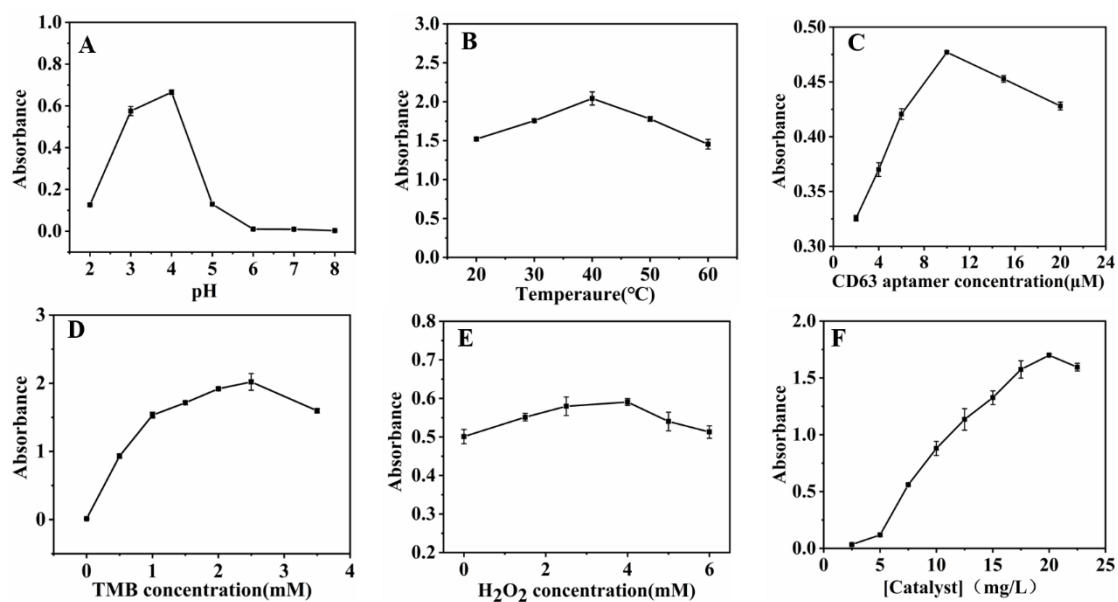 A
Absorbance
0.0
0.2
0.4
0.6
0.8
1.0
2 3 4 5 6 7 8
pH
B
Absorbance
0.0
0.5
1.0
1.5
2.0
2.5
3.0
20 30 40 50 60
Temperaure(°C)
C
Absorbance
0.30
0.35
0.40
0.45
0.50
0 4 8 12 16 20 24
CD63 aptamer concentration(μM)
D
Absorbance
0
1
2
3
0 1 2 3 4
TMB concentration(mM)
E
Absorbance
0.2
0.3
0.4
0.5
0.6
0.7
0.8
0 2 4 6
H2O2 concentration(mM)
F
Absorbance
0.0
0.5
1.0
1.5
2.0
0 5 10 15 20 25
[Catalyst]（mg/L）